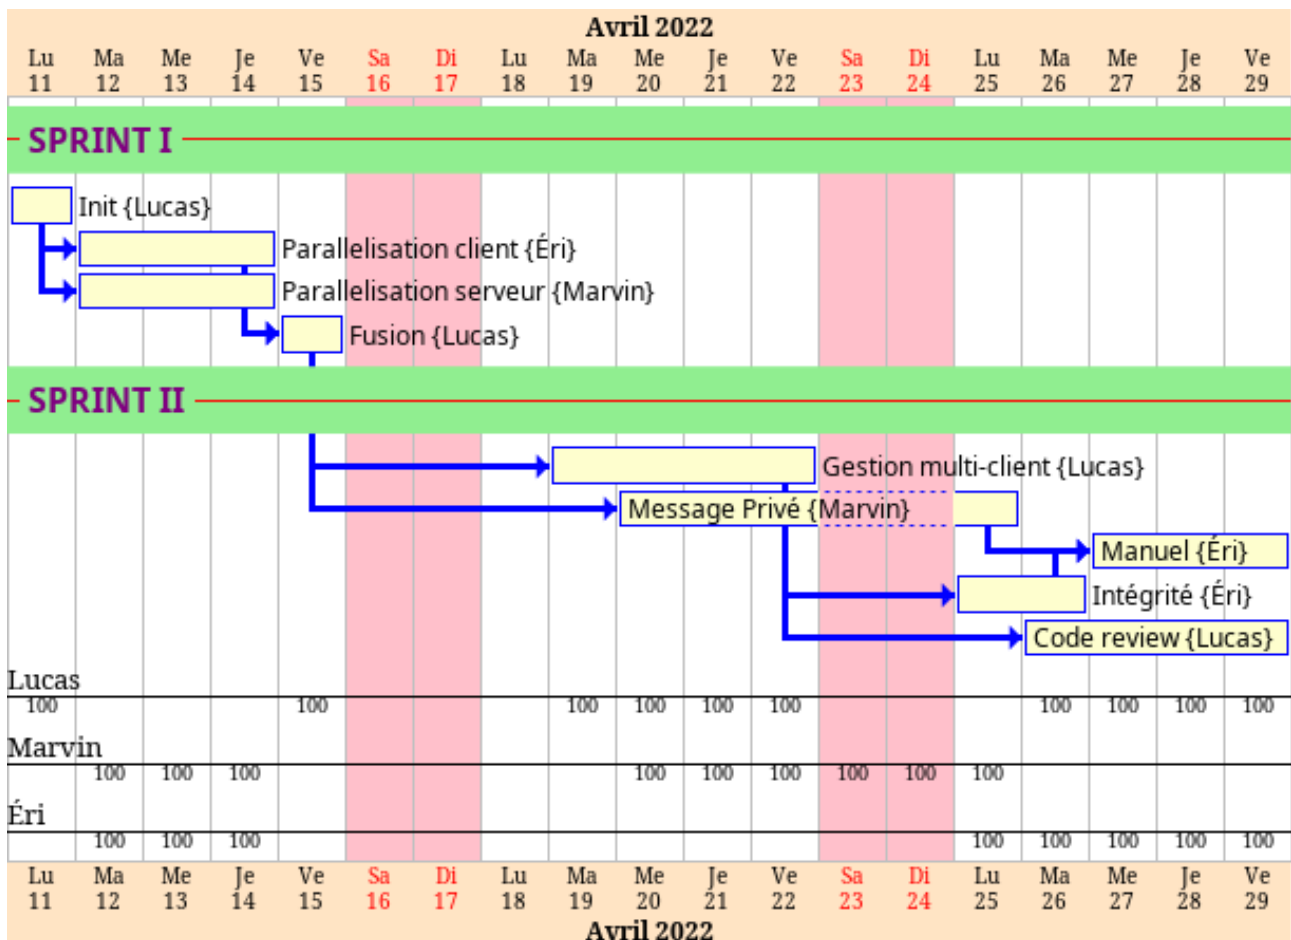 Avril 2022
Lu Ma Me Je Ve Sa Di Lu Ma Me Je Ve Sa Di Lu Ma Me Je Ve
11 12 13 14 15 16 17 18 19 20 21 22 23 24 25 26 27 28 29
SPRINT I
Init {Lucas}
Parallelisation client {Éri}
Parallelisation serveur {Marvin}
Fusion {Lucas}
SPRINT II
Gestion multi-client {Lucas}
Message Privé {Marvin}
Manuel {Éri}
Intégrité {Éri}
Code review {Lucas}
Lucas
100 100 100 100 100 100 100 100 100 100
Marvin
100 100 100 100 100 100 100 100 100
Éri
100 100 100 100 100 100 100 100
Lu Ma Me Je Ve Sa Di Lu Ma Me Je Ve Sa Di Lu Ma Me Je Ve
11 12 13 14 15 16 17 18 19 20 21 22 23 24 25 26 27 28 29
Avril 2022